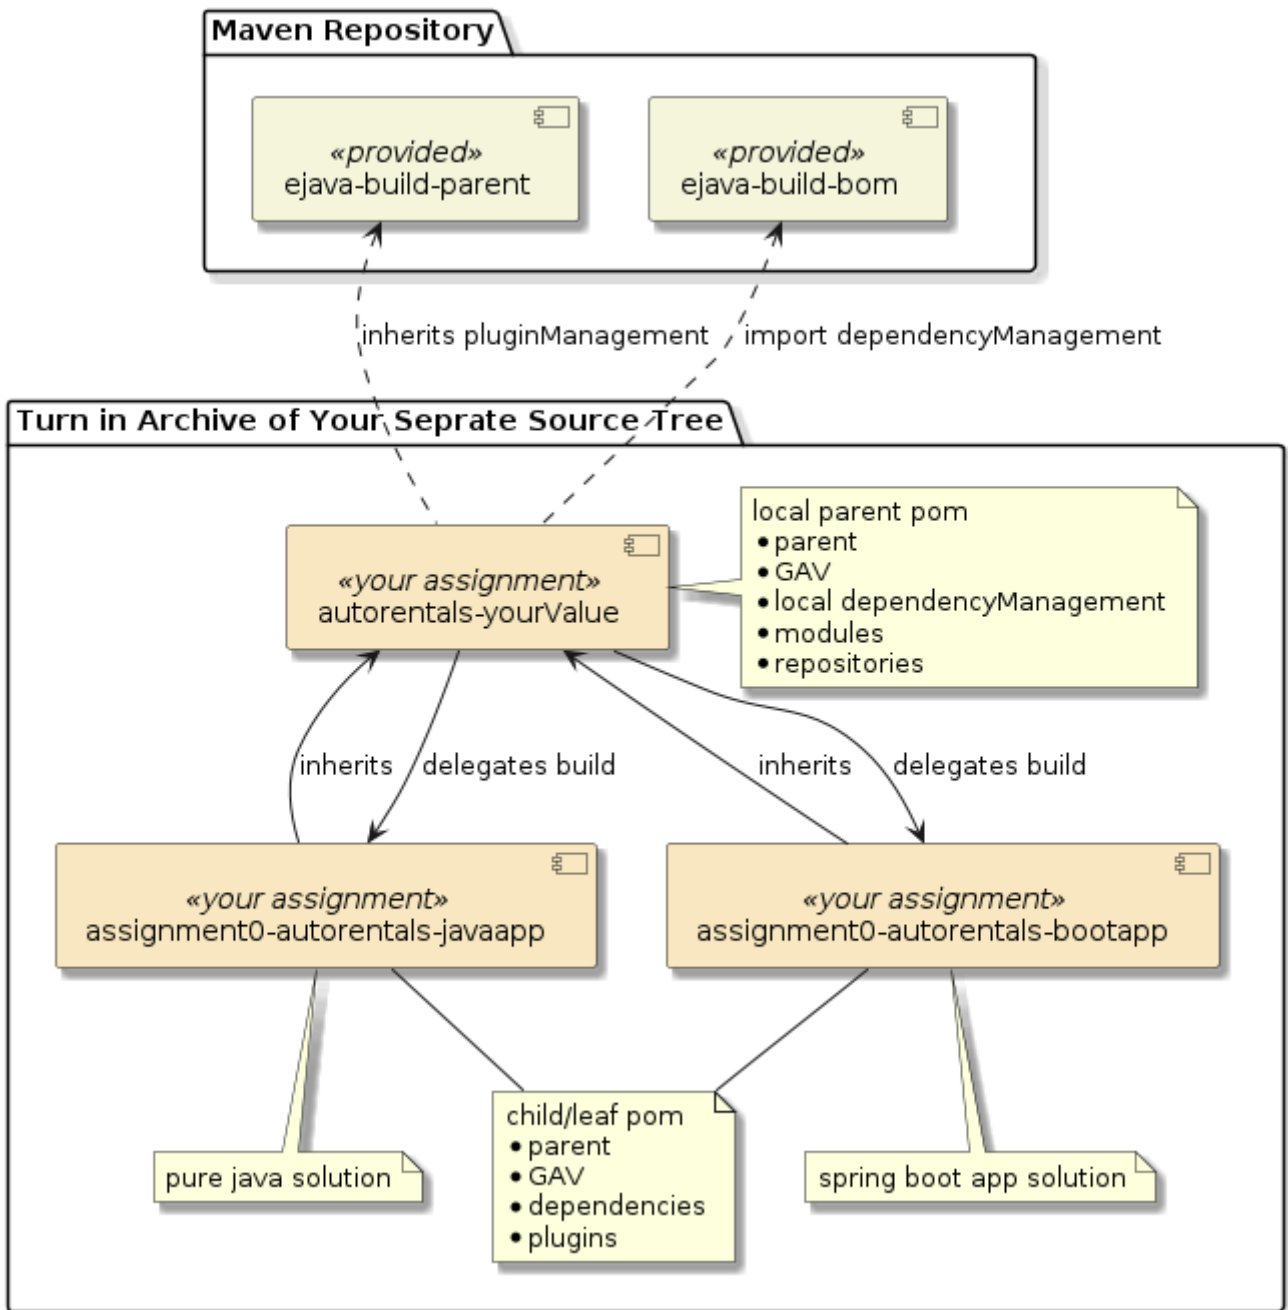 Maven Repository
«provided»
ejava-build-parent
«provided»
ejava-build-bom
inherits pluginManagement
import dependencyManagement
Turn in Archive of Your Seprate Source Tree
«your assignment»
autorentals-yourValue
local parent pom
•parent
•GAV
•local dependencyManagement
•modules
•repositories
inherits
delegates build
inherits
delegates build
«your assignment»
assignment0-autorentals-javaapp
«your assignment»
assignment0-autorentals-bootapp
pure java solution
child/leaf pom
•parent
•GAV
•dependencies
•plugins
spring boot app solution